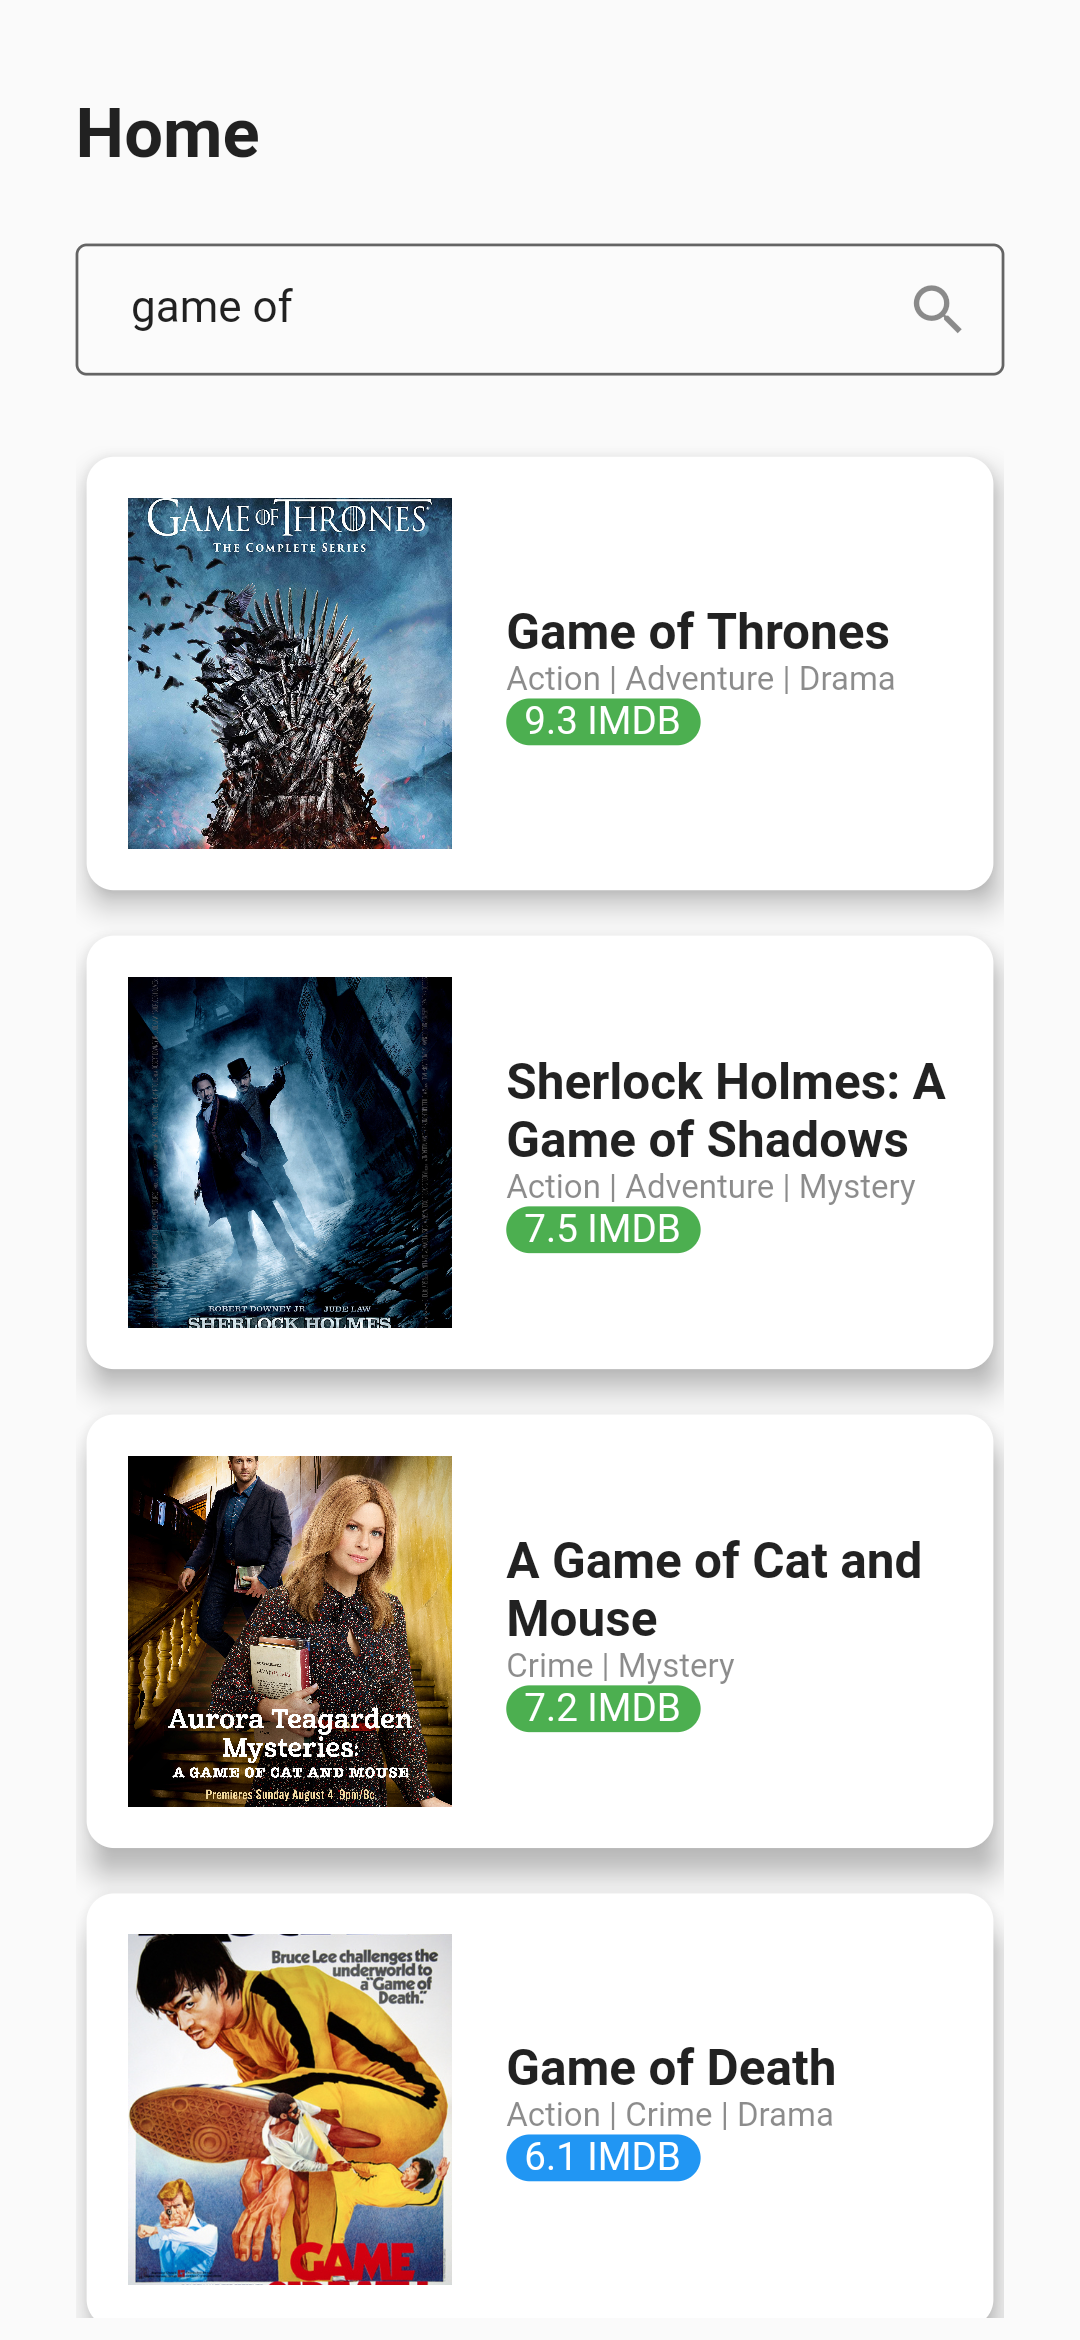 Home
game of
GAME OF THRONES
THE COMPLETE SERIES
Game of Thrones
Action | Adventure | Drama
9.3 IMDB
ROBERT DOWNEY JR JUDE LAW
SHERLOCK HOLMES
Sherlock Holmes: A
Game of Shadows
Action | Adventure | Mystery
7.5 IMDB
Aurora Teagarden
Mysteries:
A GAME OF CAT AND MOUSE
Premieres Sunday August 4 9pm/8c
A Game of Cat and
Mouse
Crime | Mystery
7.2 IMDB
Bruce Lee challenges the
underworld to
a "Game of
Death."
GAME
Game of Death
Action | Crime | Drama
6.1 IMDB